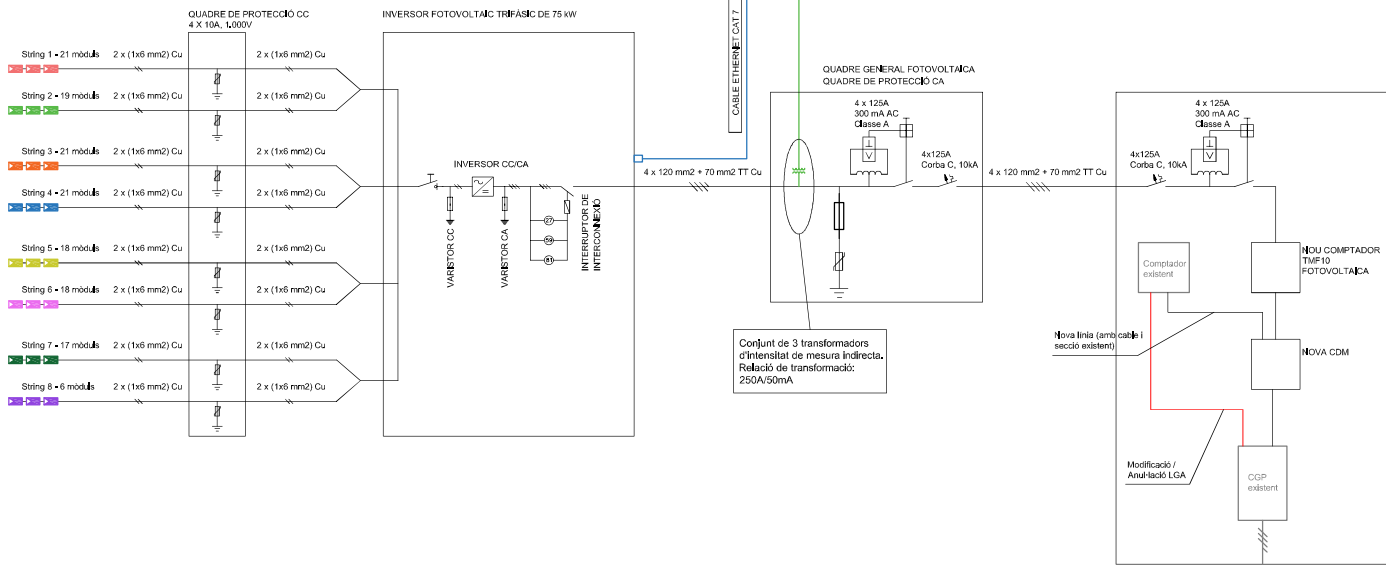 QUADRE DE PROTECCIÓ CC
4 X 10A, 1.000V
INVERSOR FOTOVOLTAIC TRIFÀSIC DE 75 kW
CABLE ETHERNET CAT 7
String 1 - 21 mòduls
2 x (1x6 mm2) Cu
2 x (1x6 mm2) Cu
String 2 - 19 mòduls
2 x (1x6 mm2) Cu
2 x (1x6 mm2) Cu
String 3 - 21 mòduls
2 x (1x6 mm2) Cu
2 x (1x6 mm2) Cu
String 4 - 21 mòduls
2 x (1x6 mm2) Cu
2 x (1x6 mm2) Cu
String 5 - 18 mòduls
2 x (1x6 mm2) Cu
2 x (1x6 mm2) Cu
String 6 - 18 mòduls
2 x (1x6 mm2) Cu
2 x (1x6 mm2) Cu
String 7 - 17 mòduls
2 x (1x6 mm2) Cu
2 x (1x6 mm2) Cu
String 8 - 6 mòduls
2 x (1x6 mm2) Cu
2 x (1x6 mm2) Cu
INVERSOR CC/CA
VARISTOR CC
VARISTOR CA
27
59
81
INTERRUPTOR DE
INTERCONNEXIÓ
4 x 120 mm2 + 70 mm2 TT Cu
QUADRE GENERAL FOTOVOLTAICA
QUADRE DE PROTECCIÓ CA
4 x 125A
300 mA AC
Classe A
V
4x125A
Corba C, 10kA
Conjunt de 3 transformadors
d'intensitat de mesura indirecta.
Relació de transformació:
250A/50mA
4 x 120 mm2 + 70 mm2 TT Cu
4 x 125A
300 mA AC
Classe A
V
4x125A
Corba C, 10kA
Comptador
existent
NOU COMPTADOR
TMF10
FOTOVOLTAICA
Nova línia (amb cable i
secció existent)
NOVA CDM
Modificació /
Anul·lació LGA
CGP
existent